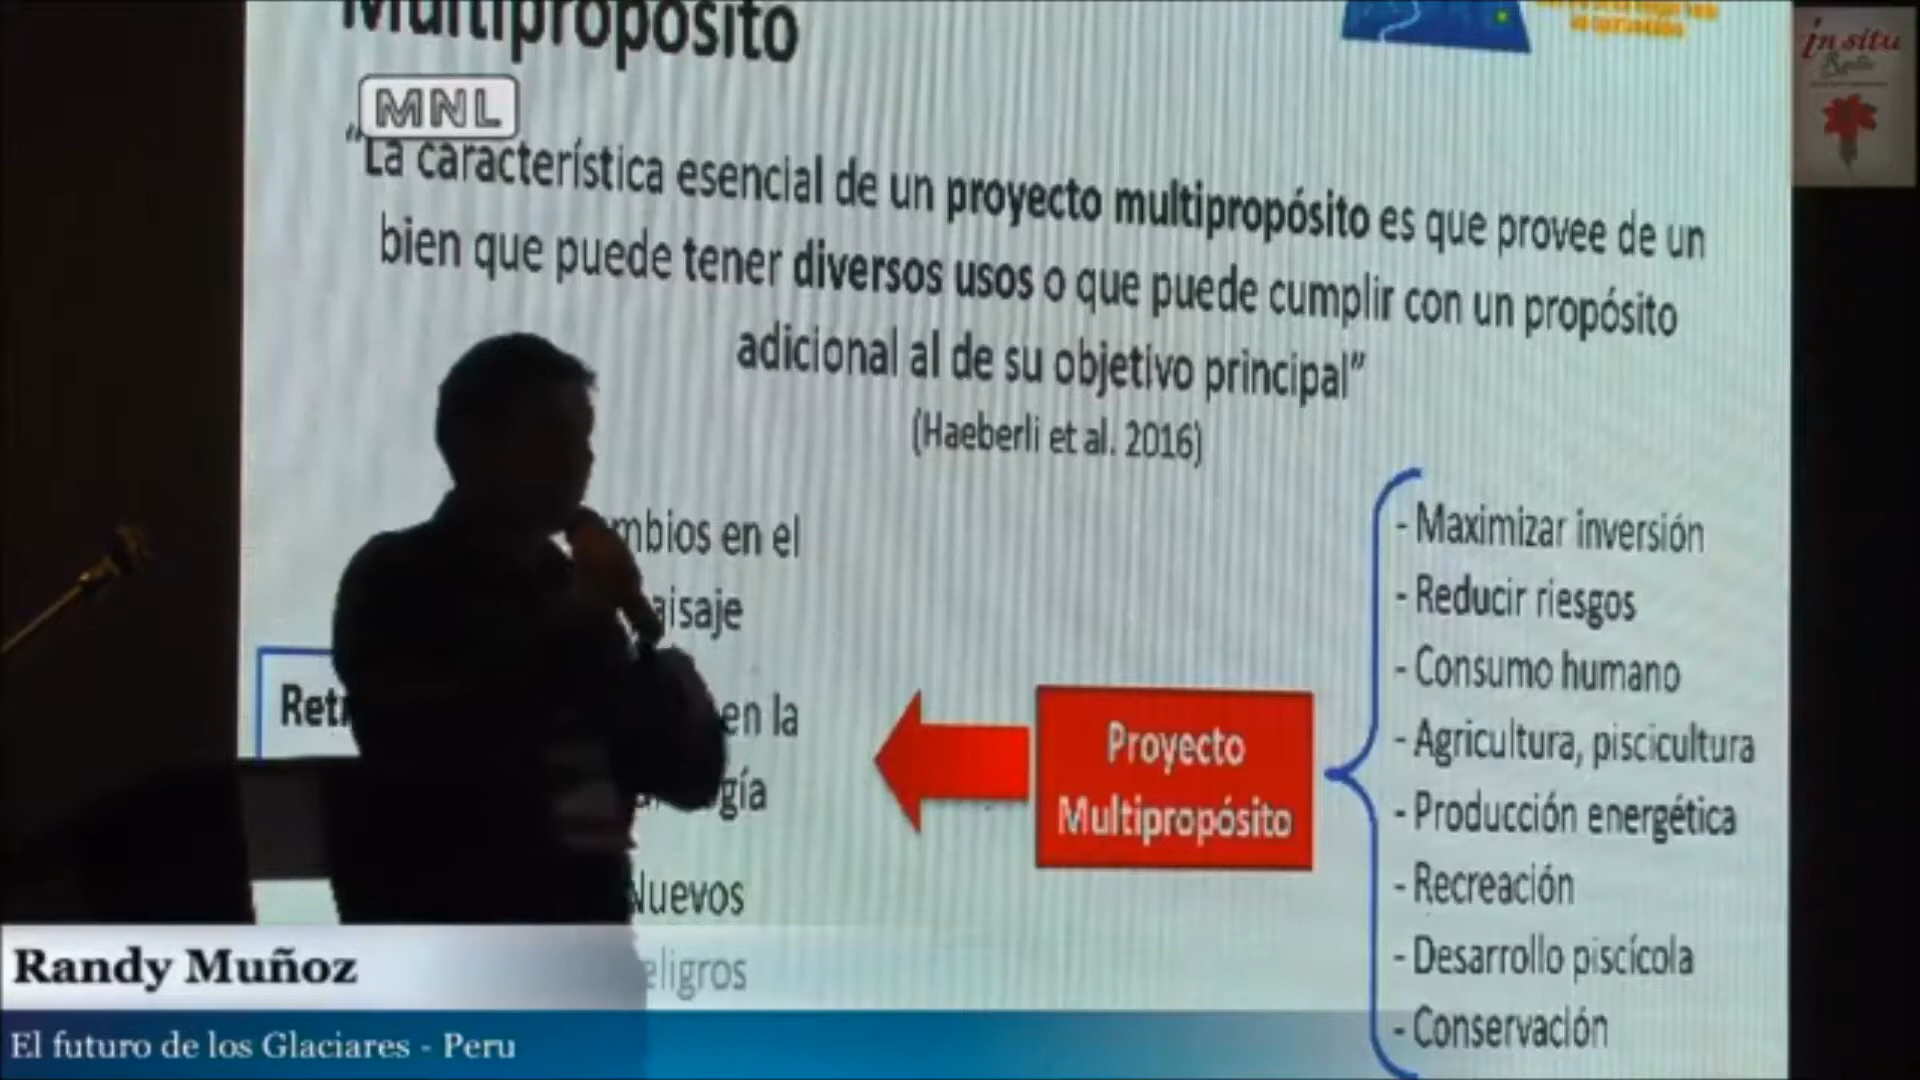 Multipropósito
MNL
in situ
Radio
“La característica esencial de un proyecto multipropósito es que provee de un
bien que puede tener diversos usos o que puede cumplir con un propósito
adicional al de su objetivo principal”
(Haeberli et al. 2016)
mbios en el
aisaje
Ret
en la
gía
Nuevos
eligros
Proyecto
Multipropósito
- Maximizar inversión
- Reducir riesgos
- Consumo humano
- Agricultura, piscicultura
- Producción energética
- Recreación
- Desarrollo piscícola
- Conservación
Randy Muñoz
El futuro de los Glaciares - Peru